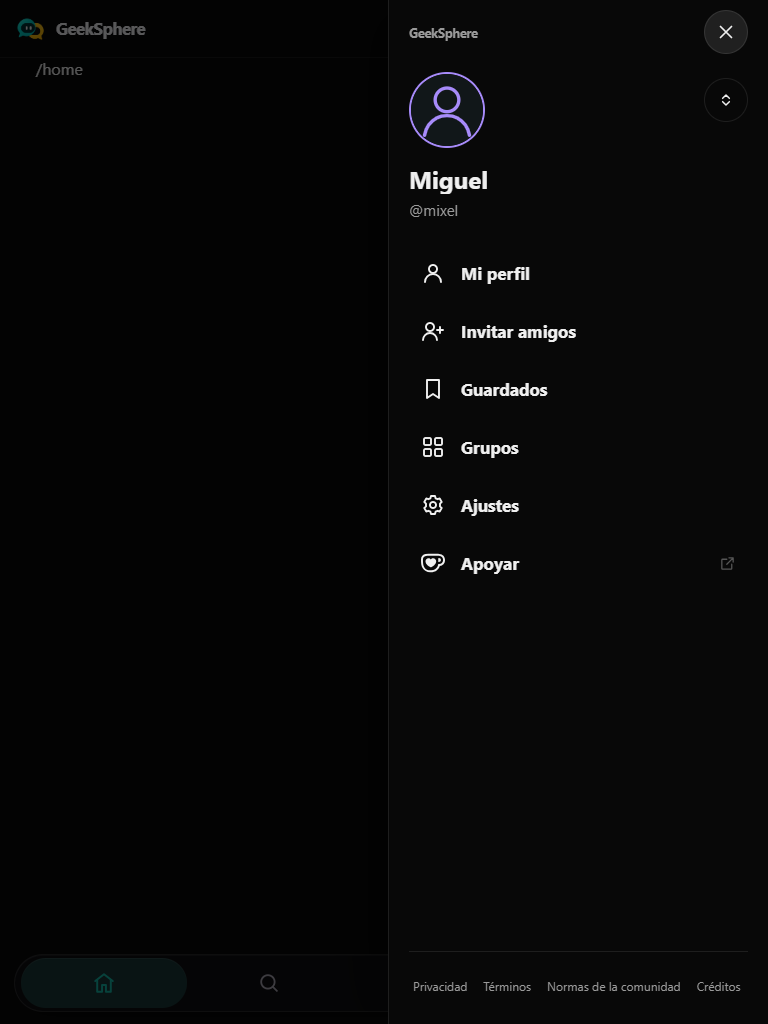 GeekSphere
/home
GeekSphere
Miguel
@mixel
Mi perfil
Invitar amigos
Guardados
Grupos
Ajustes
Apoyar
Privacidad Términos Normas de la comunidad Créditos